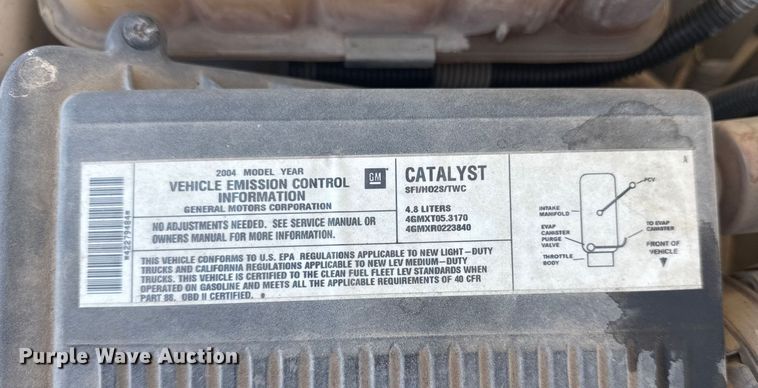 2004 MODEL YEAR
VEHICLE EMISSION CONTROL
INFORMATION
GENERAL MOTORS CORPORATION
GM
NO ADJUSTMENTS NEEDED. SEE SERVICE MANUAL OR
OWNERS MANUAL FOR MORE INFORMATION.
CATALYST
SFI/HO2S/TWC
4.8 LITERS
4GMXT05.3170
4GMXR0223840
THIS VEHICLE CONFORMS TO U.S. EPA REGULATIONS APPLICABLE TO NEW LIGHT-DUTY
TRUCKS AND CALIFORNIA REGULATIONS APPLICABLE TO NEW LEV MEDIUM-DUTY
TRUCKS. THIS VEHICLE IS CERTIFIED TO THE CLEAN FUEL FLEET LEV STANDARDS WHEN
OPERATED ON GASOLINE AND MEETS ALL THE APPLICABLE REQUIREMENTS OF 40 CFR
PART 88. OBD II CERTIFIED.
A
PCV
INTAKE
MANIFOLD
EVAP
CANISTER
PURGE
VALVE
THROTTLE
BODY
TO EVAP
CANISTER
FRONT OF
VEHICLE
Purple Wave Auction